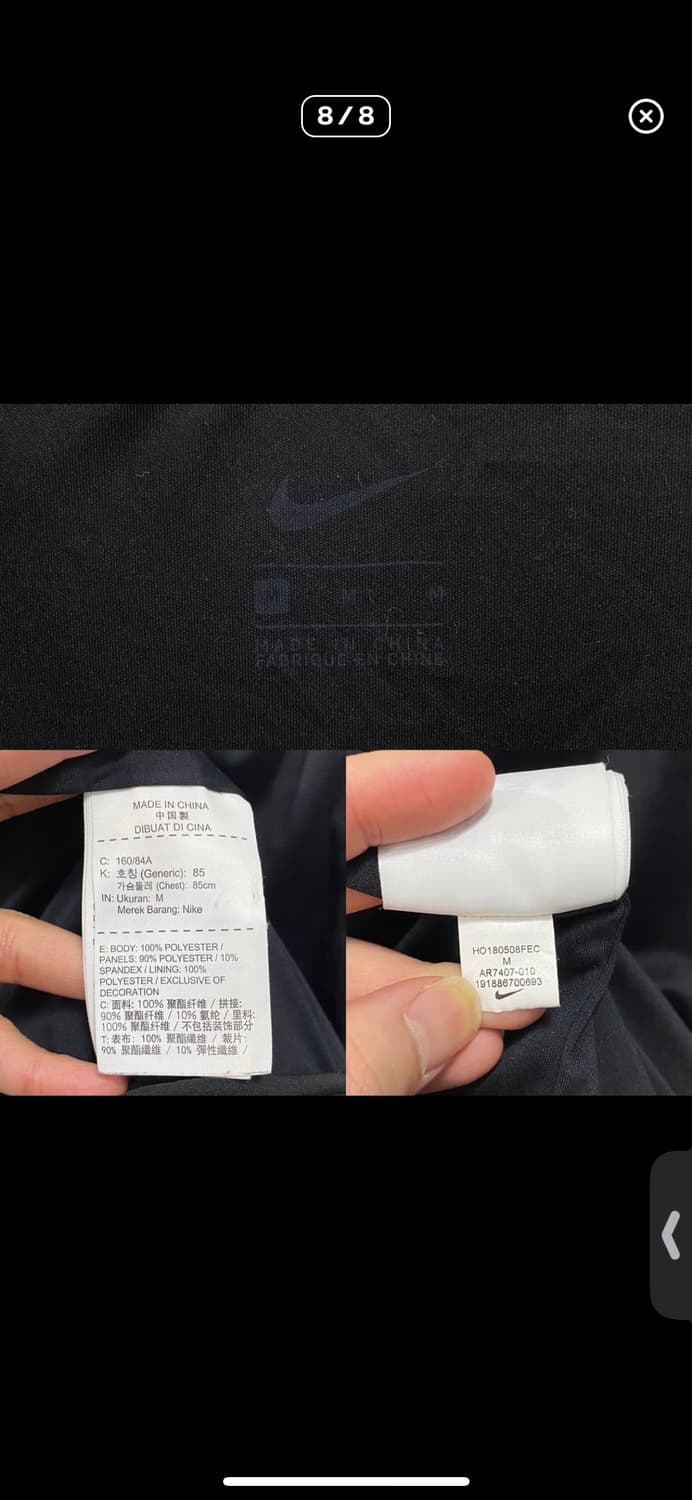 8/8
M M M
MADE IN CHINA
FABRIQUÉ EN CHINE
MADE IN CHINA
中 国 製
DIBUAT DI CINA
C: 160/84A
K: 호칭 (Generic): 85
가슴둘레 (Chest): 85cm
IN: Ukuran: M
Merek Barang: Nike
E: BODY: 100% POLYESTER /
PANELS: 90% POLYESTER / 10%
SPANDEX / LINING: 100%
POLYESTER / EXCLUSIVE OF
DECORATION
C: 面料: 100% 聚酯纤维 / 拼接:
90% 聚酯纤维 / 10% 氨纶 / 里料:
100% 聚酯纤维 / 不包括装饰部分
T: 表布: 100% 聚酯纖維 / 裁片:
90% 聚酯纖維 / 10% 彈性纖維 /
HO180508FEC
M
AR7407-010
191886700693